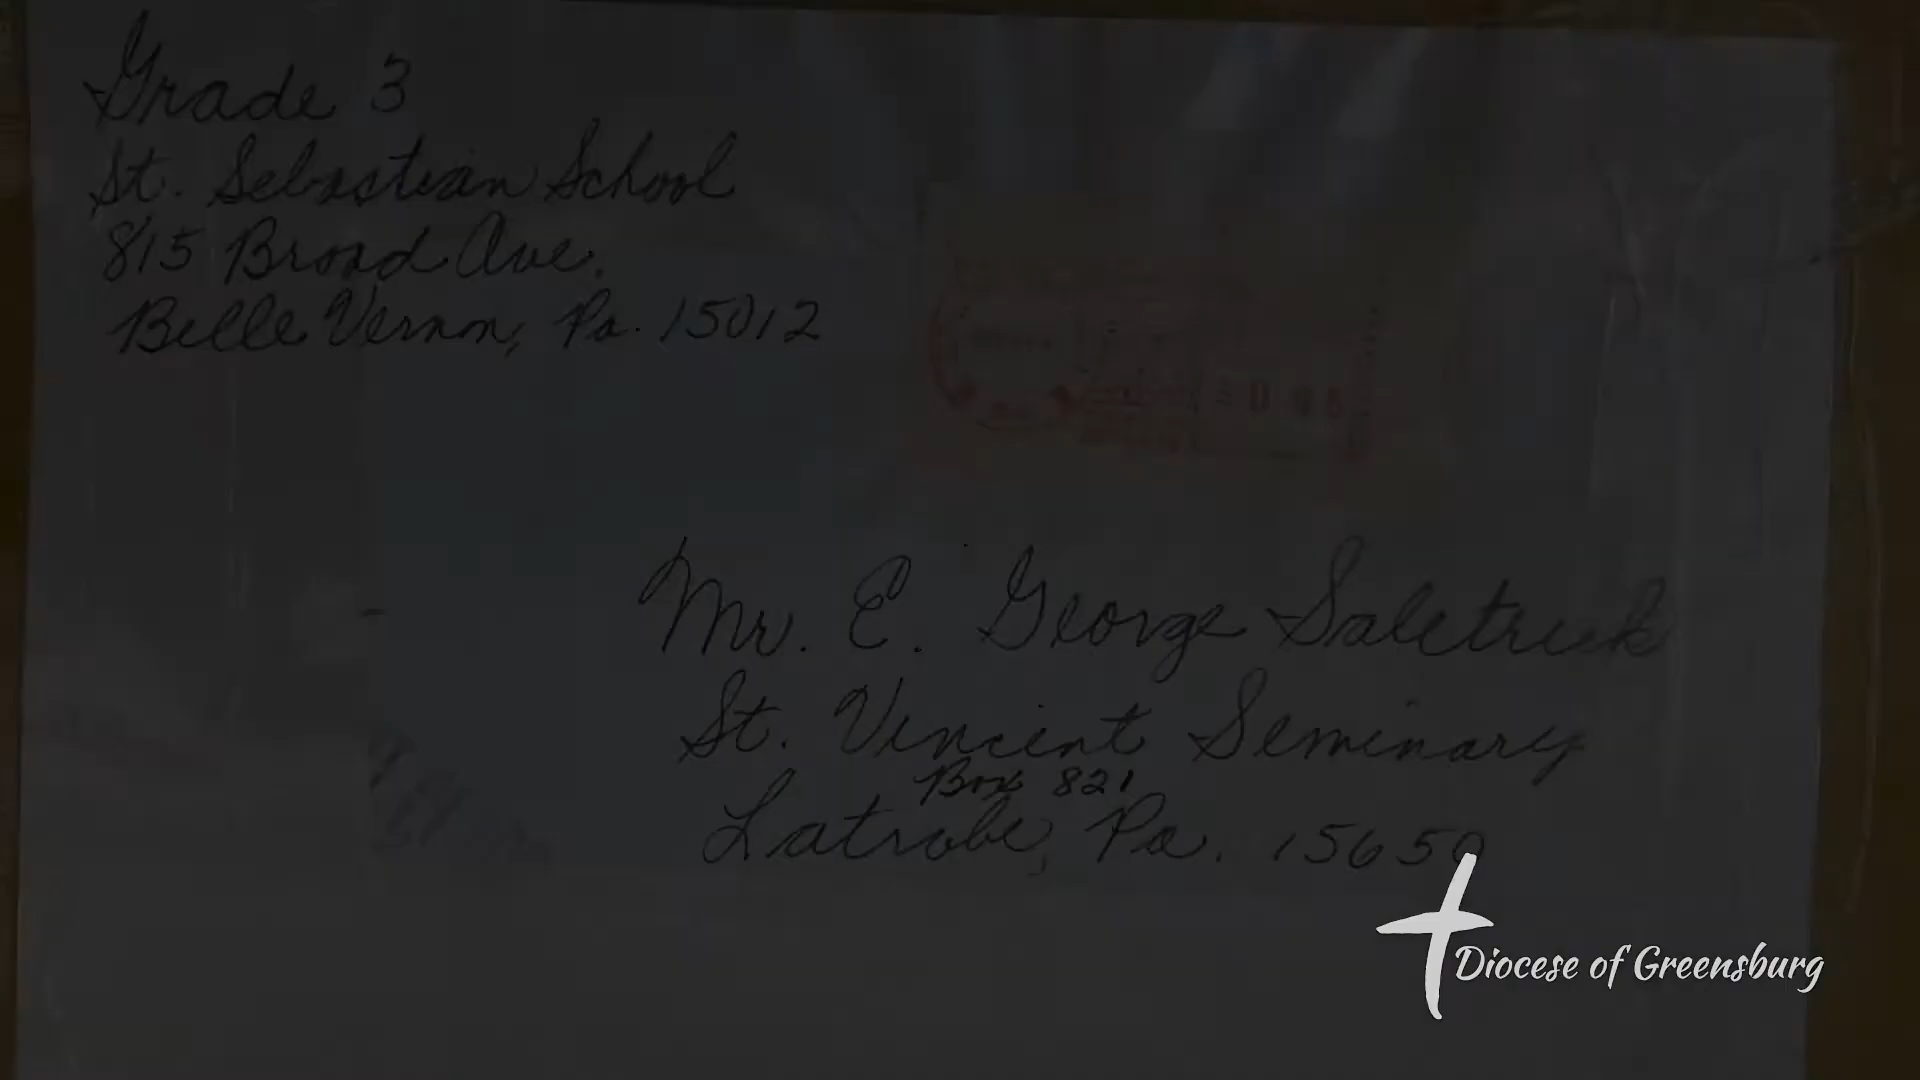 Grade 3
St. Sebastian School
815 Broad Ave.
Belle Vernon, Pa. 15012
Mr. E. George Saletrik
St. Vincent Seminary
Box 821
Latrobe, Pa. 15650
Diocese of Greensburg